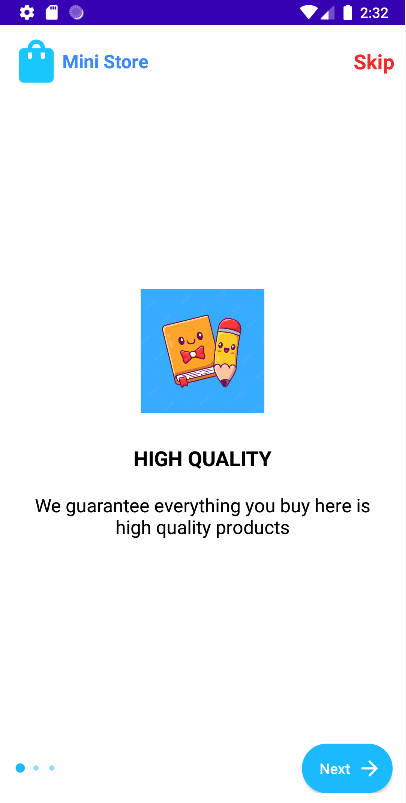 2:32
Mini Store
Skip
HIGH QUALITY
We guarantee everything you buy here is
high quality products
Next